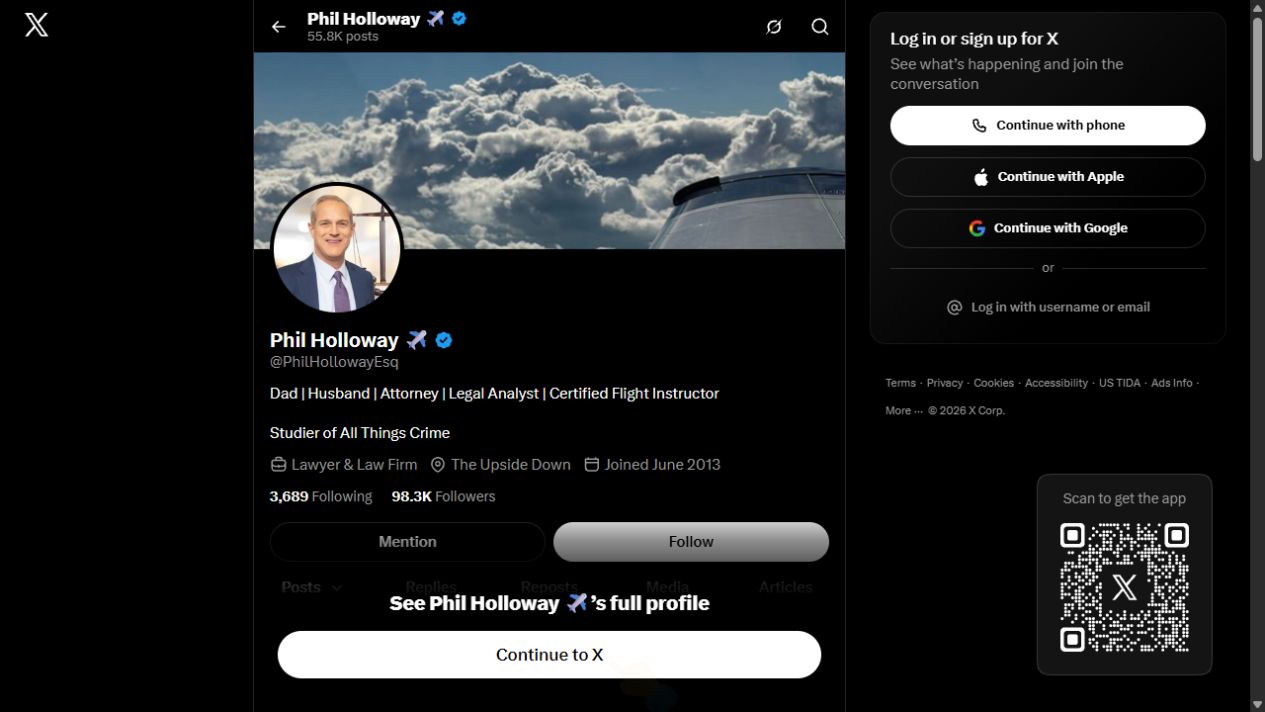 Phil Holloway ✈️
55.8K posts
Phil Holloway ✈️
@PhilHollowayEsq
Dad | Husband | Attorney | Legal Analyst | Certified Flight Instructor
Studier of All Things Crime
Lawyer & Law Firm The Upside Down Joined June 2013
3,689 Following 98.3K Followers
Mention Follow
Posts Replies Reposts Media Articles
See Phil Holloway ✈️’s full profile
Continue to X
Log in or sign up for X
See what’s happening and join the
conversation
Continue with phone
Continue with Apple
Continue with Google
or
Log in with username or email
Terms · Privacy · Cookies · Accessibility · US TIDA · Ads Info ·
More ··· © 2026 X Corp.
Scan to get the app